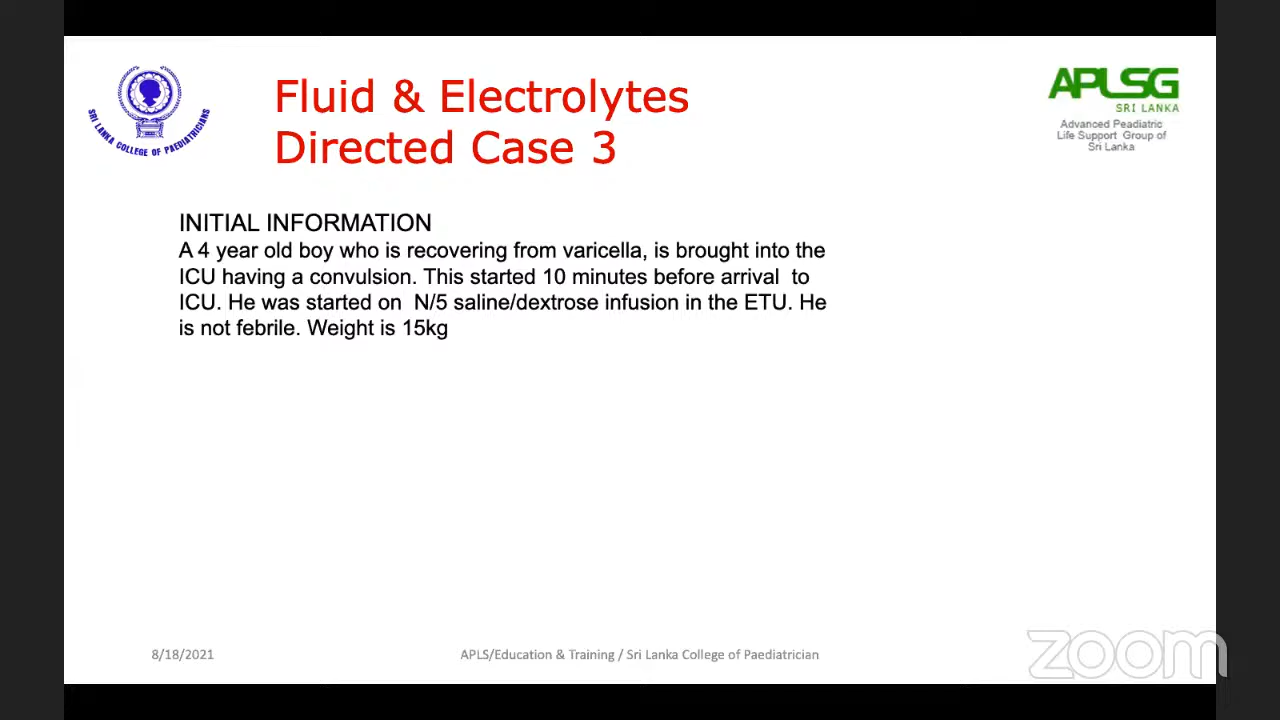 SRI LANKA COLLEGE OF PAEDIATRICIANS
Fluid & Electrolytes
Directed Case 3
APLSG
SRI LANKA
Advanced Peadiatric
Life Support Group of
Sri Lanka
INITIAL INFORMATION
A 4 year old boy who is recovering from varicella, is brought into the
ICU having a convulsion. This started 10 minutes before arrival to
ICU. He was started on N/5 saline/dextrose infusion in the ETU. He
is not febrile. Weight is 15kg
8/18/2021
APLS/Education & Training / Sri Lanka College of Paediatrician
zoom